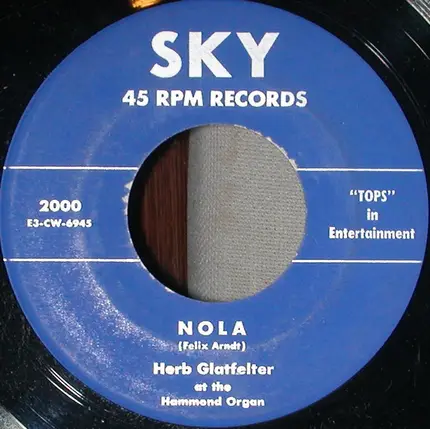 SKY
45 RPM RECORDS
2000
E3-CW-6945
"TOPS"
in
Entertainment
NOLA
(Felix Arndt)
Herb Glatfelter
at the
Hammond Organ